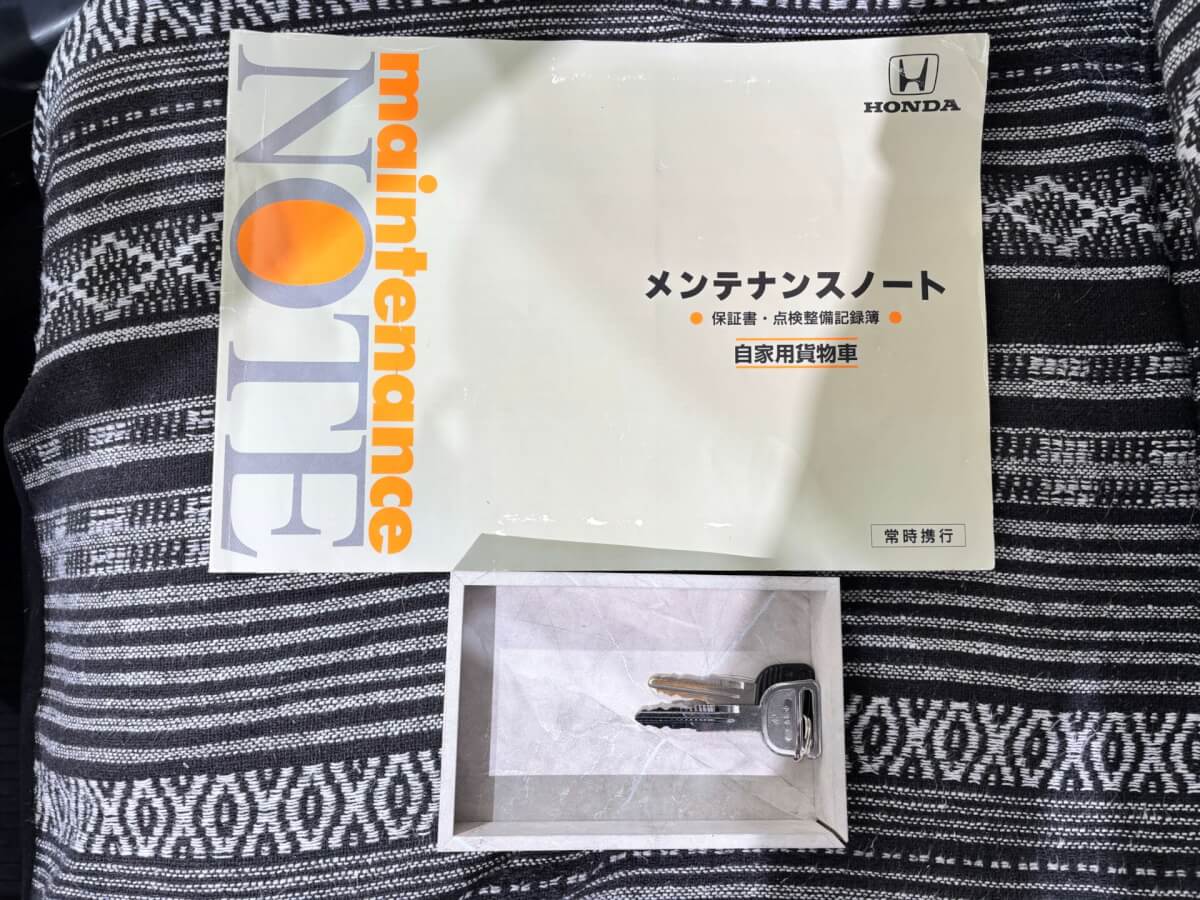 maintenance
NOTE
HONDA
メンテナンスノート
● 保証書・点検整備記録簿 ●
自家用貨物車
常時携行